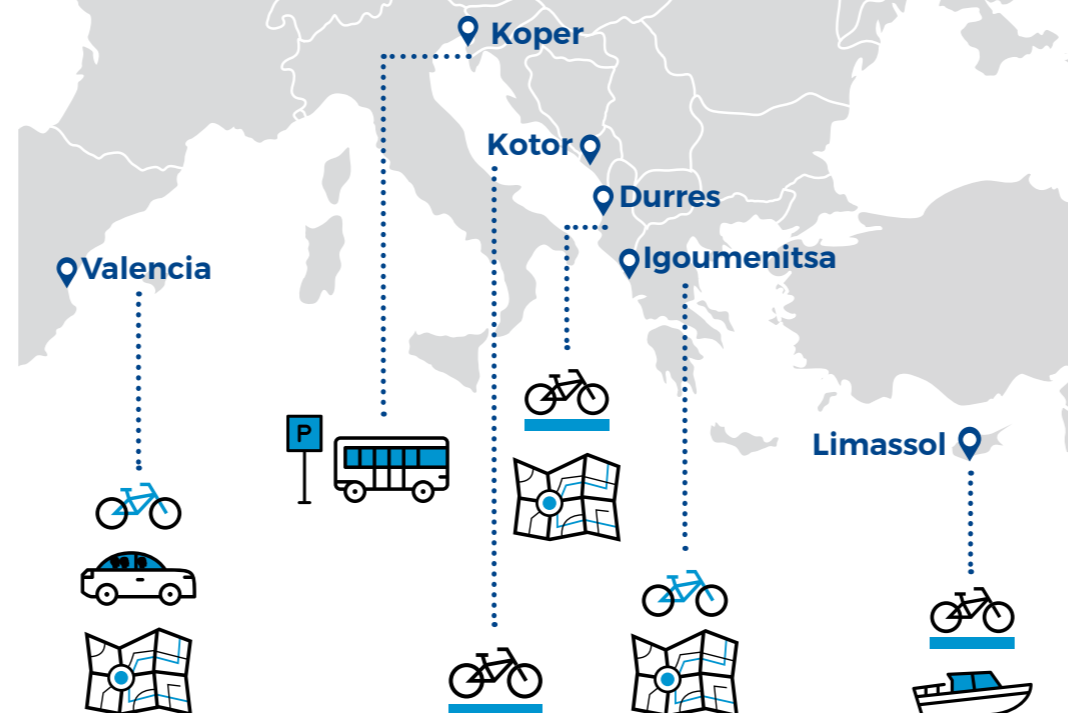 Koper
Kotor
Durres
Igoumenitsa
Valencia
P
Limassol